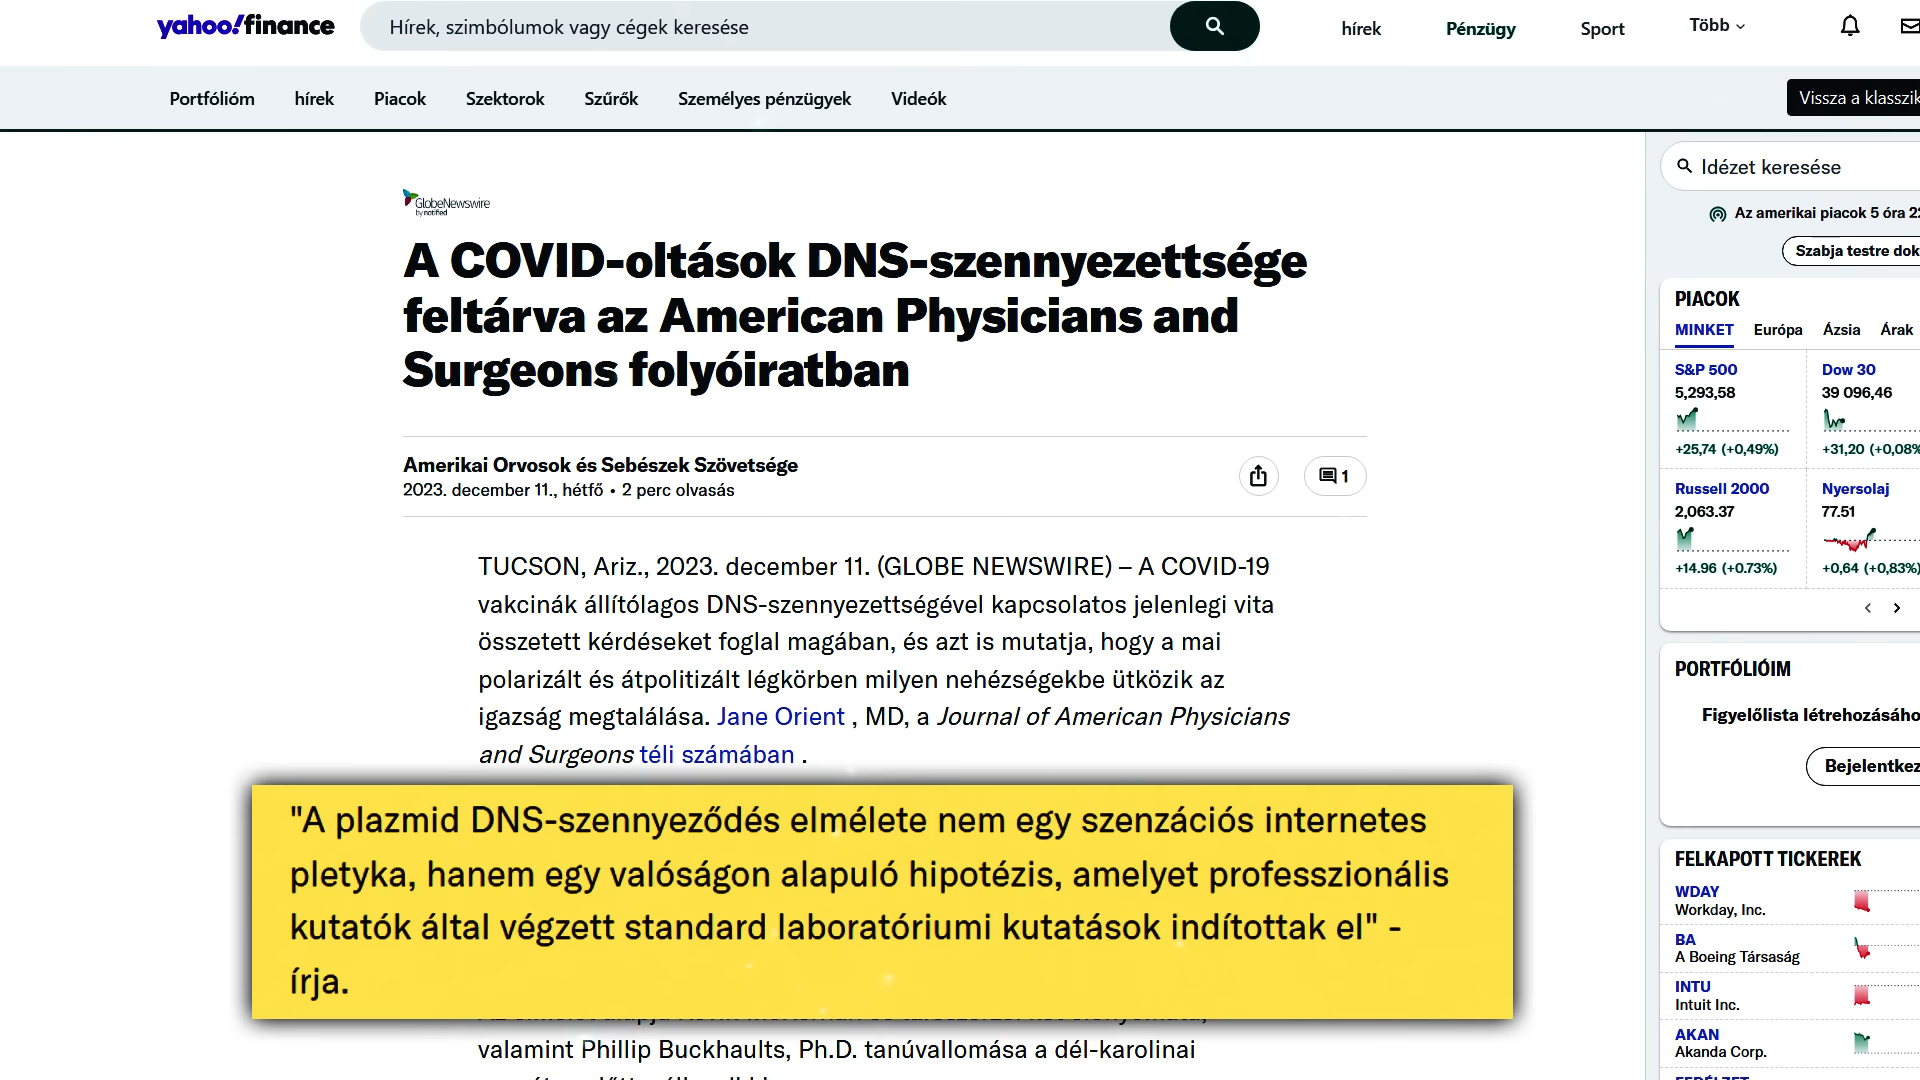 yahoo!finance
Hírek, szimbólumok vagy cégek keresése
hírek
Pénzügy
Sport
Több
Portfólióm
hírek
Piacok
Szektorok
Szűrők
Személyes pénzügyek
Videók
Vissza a klasszik
GlobeNewswire
by notified
A COVID-oltások DNS-szennyezettsége
feltárva az American Physicians and
Surgeons folyóiratban
Amerikai Orvosok és Sebészek Szövetsége
2023. december 11., hétfő • 2 perc olvasás
1
TUCSON, Ariz., 2023. december 11. (GLOBE NEWSWIRE) – A COVID-19
vakcinák állítólagos DNS-szennyezettségével kapcsolatos jelenlegi vita
összetett kérdéseket foglal magában, és azt is mutatja, hogy a mai
polarizált és átpolitizált légkörben milyen nehézségekbe ütközik az
igazság megtalálása. Jane Orient , MD, a Journal of American Physicians
and Surgeons téli számában .
"A plazmid DNS-szennyeződés elmélete nem egy szenzációs internetes
pletyka, hanem egy valóságon alapuló hipotézis, amelyet professzionális
kutatók által végzett standard laboratóriumi kutatások indítottak el" -
írja.
valamint Phillip Buckhaults, Ph.D. tanúvallomása a dél-karolinai
Idézet keresése
Az amerikai piacok 5 óra 22
Szabja testre dok
PIACOK
MINKET Európa Ázsia Árak
S&P 500
5,293,58
+25,74 (+0,49%)
Dow 30
39 096,46
+31,20 (+0,08%
Russell 2000
2,063.37
+14.96 (+0.73%)
Nyersolaj
77.51
+0,64 (+0,83%)
PORTFÓLIÓIM
Figyelőlista létrehozásáho
Bejelentkez
FELKAPOTT TICKEREK
WDAY
Workday, Inc.
BA
A Boeing Társaság
INTU
Intuit Inc.
AKAN
Akanda Corp.